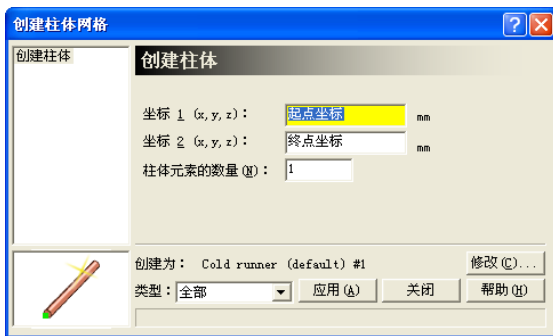 创建柱体网格
创建柱体
创建柱体
坐标 1 (x, y, z)： 起点坐标 mm
坐标 2 (x, y, z)： 终点坐标 mm
柱体元素的数量(N)： 1
创建为： Cold runner (default) #1 修改(C)...
类型：全部 应用(A) 关闭 帮助(H)